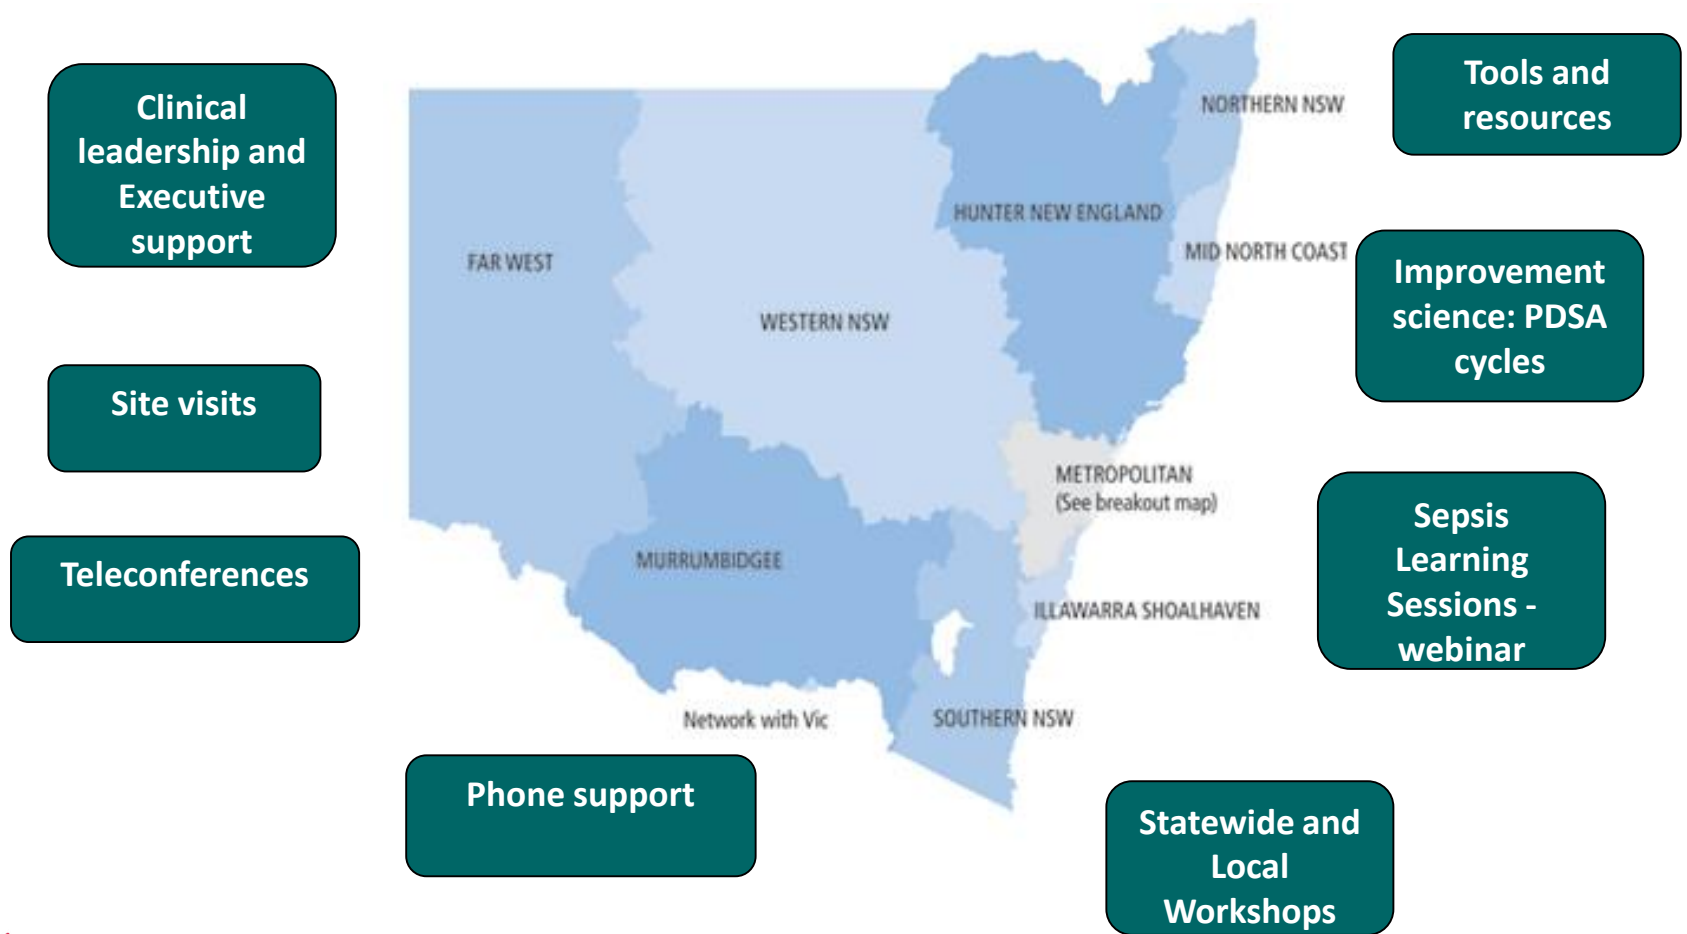 Clinical
leadership and
Executive
support
Site visits
Teleconferences
Phone support
FAR WEST
WESTERN NSW
HUNTER NEW ENGLAND
NORTHERN NSW
MID NORTH COAST
METROPOLITAN
(See breakout map)
MURRUMBIDGEE
ILLAWARRA SHOALHAVEN
Network with Vic
SOUTHERN NSW
Tools and
resources
Improvement
science: PDSA
cycles
Sepsis
Learning
Sessions -
webinar
Statewide and
Local
Workshops